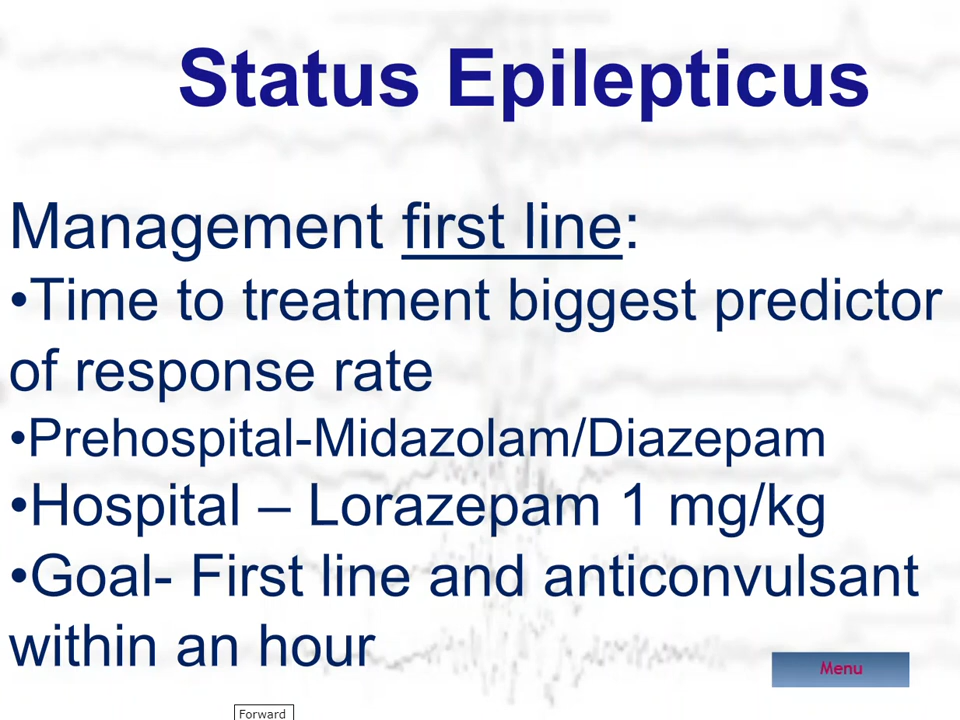 Status Epilepticus
Management first line:
•Time to treatment biggest predictor
of response rate
•Prehospital-Midazolam/Diazepam
•Hospital – Lorazepam 1 mg/kg
•Goal- First line and anticonvulsant
within an hour
Menu
Forward